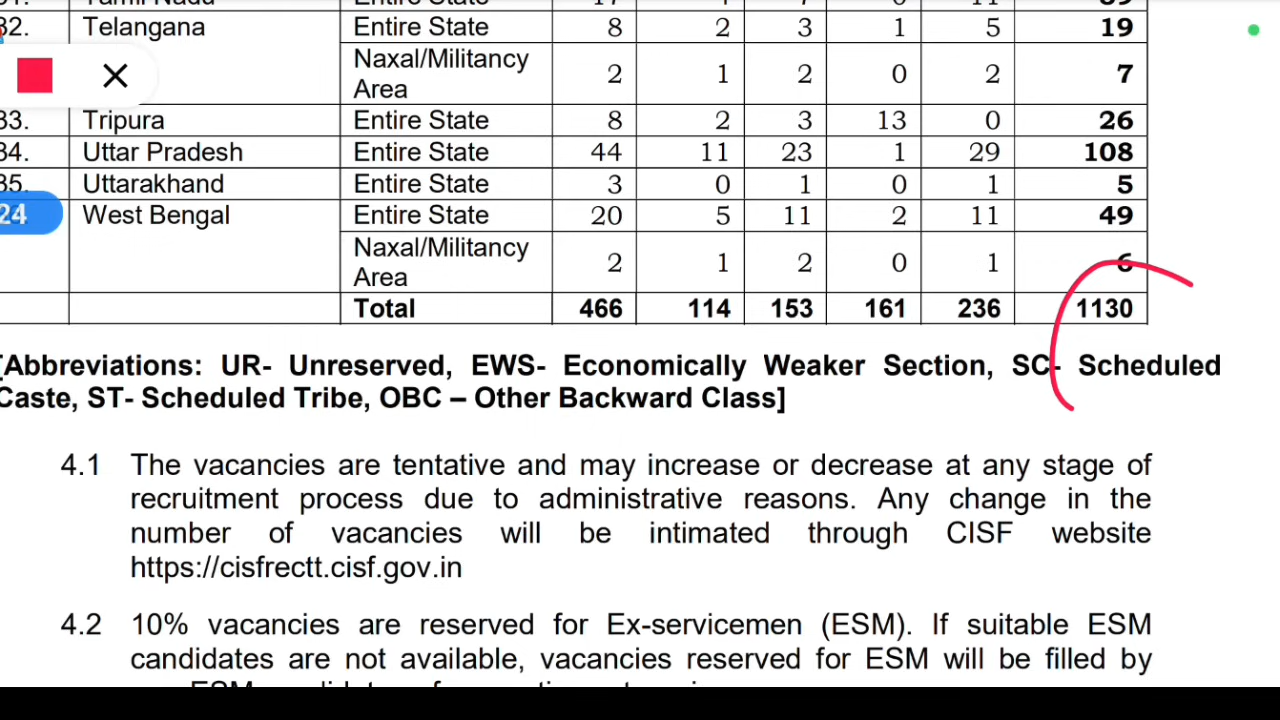 Tamil Nadu Entire State
32. Telangana Entire State 8 2 3 1 5 19
Naxal/Militancy Area 2 1 2 0 2 7
33. Tripura Entire State 8 2 3 13 0 26
34. Uttar Pradesh Entire State 44 11 23 1 29 108
35. Uttarakhand Entire State 3 0 1 0 1 5
24 West Bengal Entire State 20 5 11 2 11 49
Naxal/Militancy Area 2 1 2 0 1 6
Total 466 114 153 161 236 1130
[Abbreviations: UR- Unreserved, EWS- Economically Weaker Section, SC- Scheduled
Caste, ST- Scheduled Tribe, OBC – Other Backward Class]
4.1 The vacancies are tentative and may increase or decrease at any stage of
recruitment process due to administrative reasons. Any change in the
number of vacancies will be intimated through CISF website
https://cisfrectt.cisf.gov.in
4.2 10% vacancies are reserved for Ex-servicemen (ESM). If suitable ESM
candidates are not available, vacancies reserved for ESM will be filled by